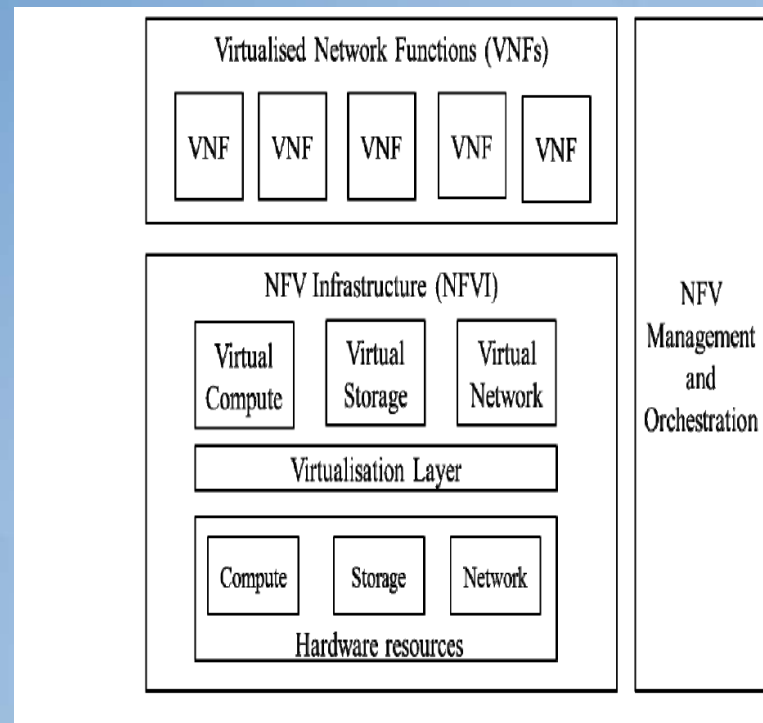 Virtualised Network Functions (VNFs)
VNF VNF VNF VNF VNF
NFV Infrastructure (NFVI)
Virtual
Compute
Virtual
Storage
Virtual
Network
Virtualisation Layer
Compute Storage Network
Hardware resources
NFV
Management
and
Orchestration